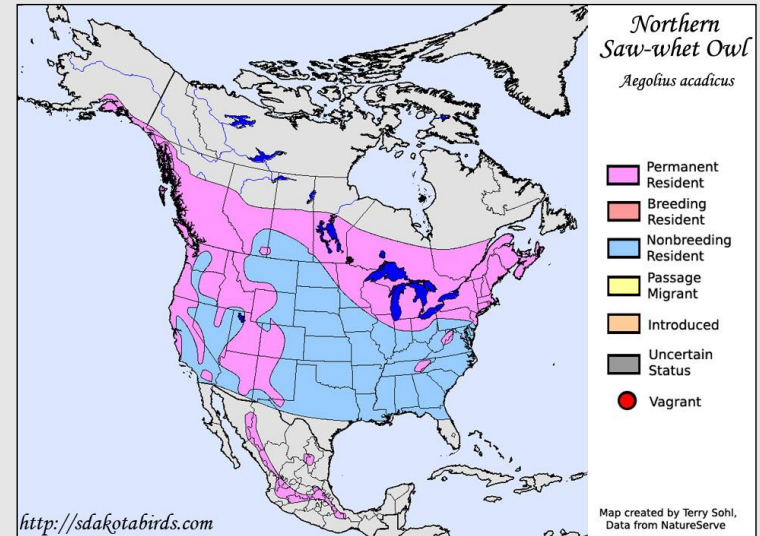 Northern
Saw-whet Owl
Aegolius acadicus
Permanent
Resident
Breeding
Resident
Nonbreeding
Resident
Passage
Migrant
Introduced
Uncertain
Status
Vagrant
http://sdakotabirds.com
Map created by Terry Sohl,
Data from NatureServe